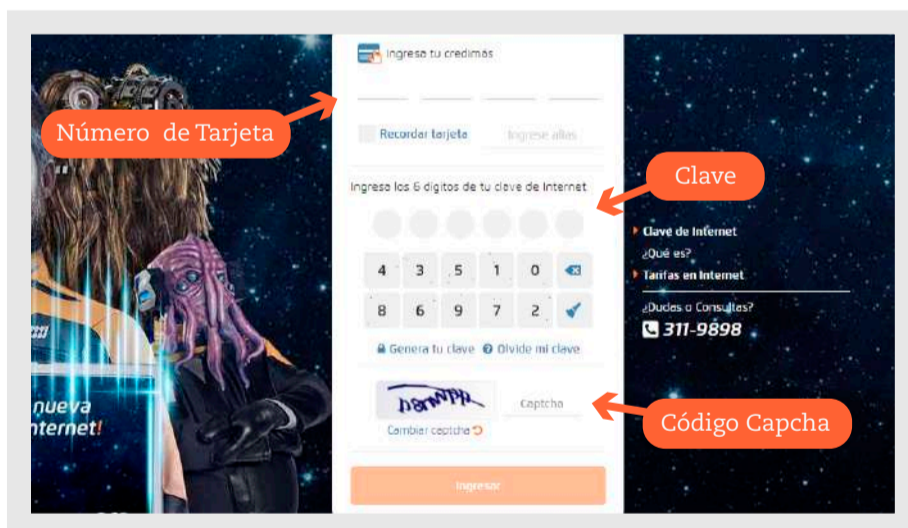 Ingresa tu credimás
Número de Tarjeta
Recordar tarjeta Ingrese alias
Clave
Ingresa los 6 dígitos de tu clave de Internet
Clave de Internet
¿Qué es?
Tarifas en Internet
4 3 5 1 0
8 6 9 7 2
¿Dudas o Consultas?
311-9898
Genera tu clave Olvide mi clave
nueva
nternet!
Captcha
Cambiar captcha
Código Capcha
Ingresar